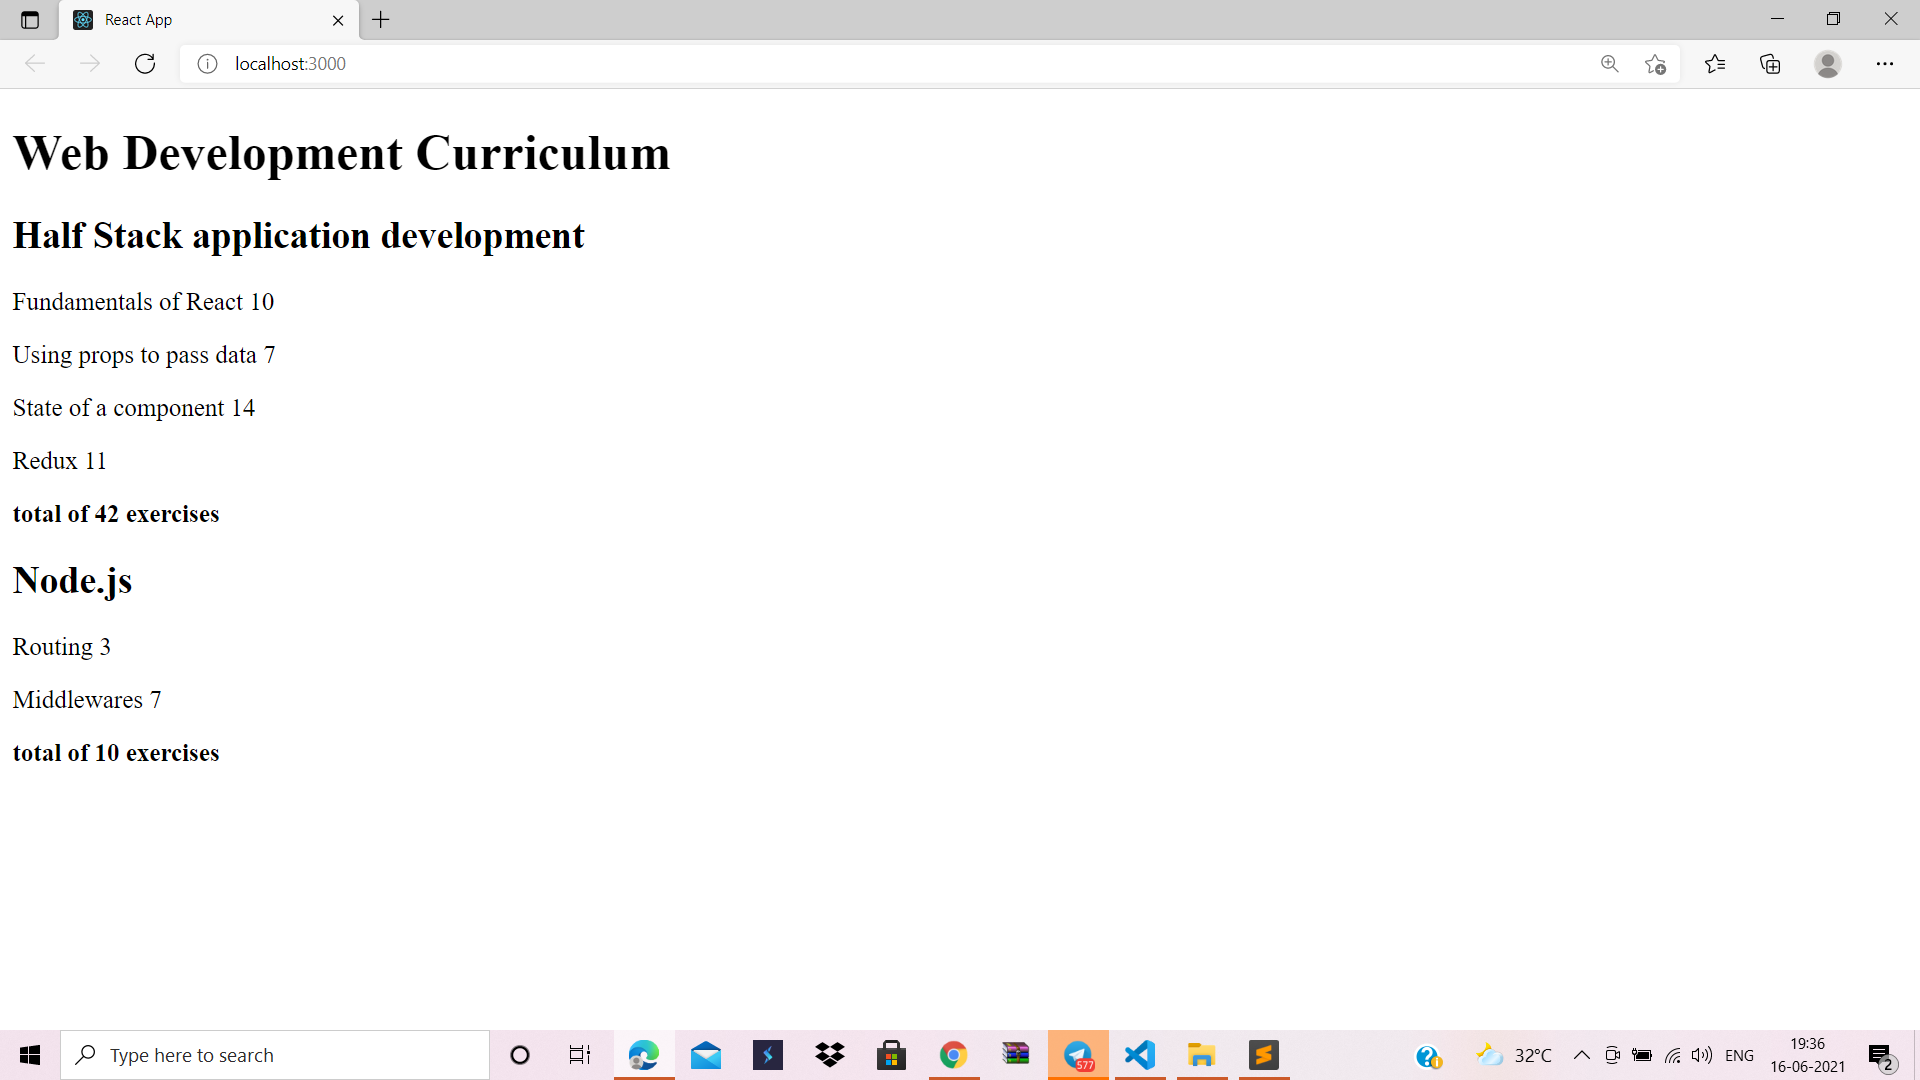 React App
localhost:3000
Web Development Curriculum
Half Stack application development
Fundamentals of React 10
Using props to pass data 7
State of a component 14
Redux 11
total of 42 exercises
Node.js
Routing 3
Middlewares 7
total of 10 exercises
Type here to search
577
32°C
ENG
19:36
16-06-2021
2